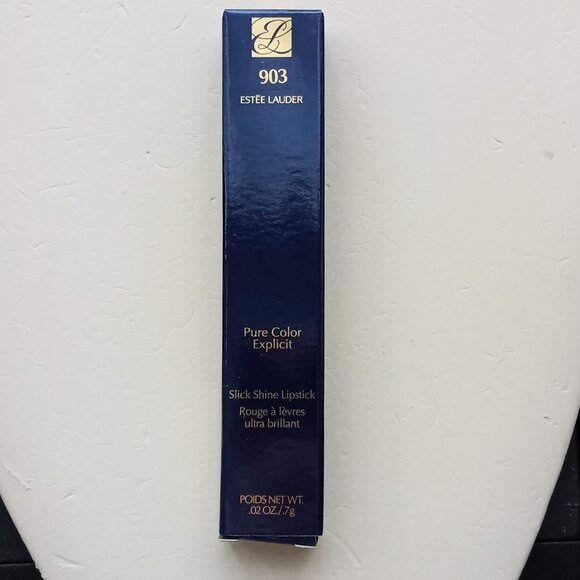 903
ESTĒE LAUDER
Pure Color
Explicit
Slick Shine Lipstick
Rouge à lèvres
ultra brillant
POIDS NET WT.
.02 OZ./.7g